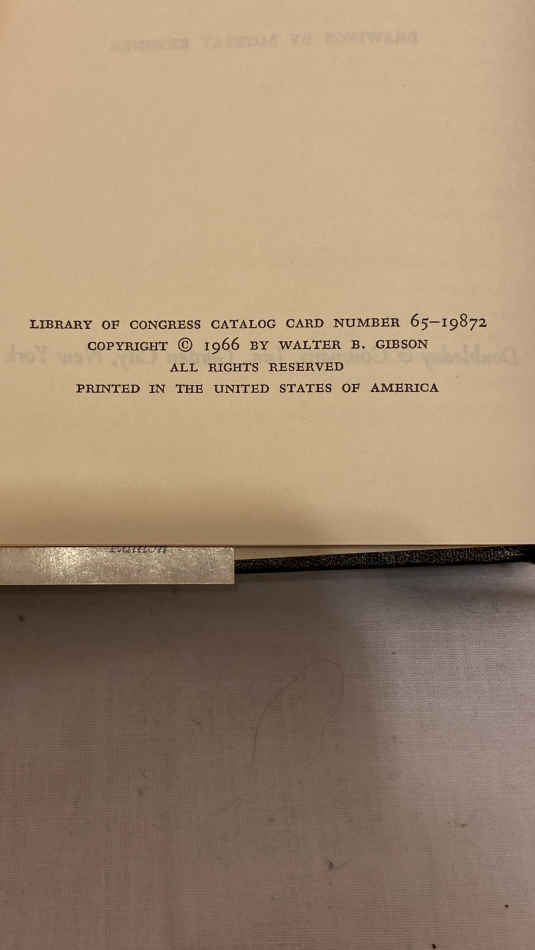 LIBRARY OF CONGRESS CATALOG CARD NUMBER 65–19872
COPYRIGHT © 1966 BY WALTER B. GIBSON
ALL RIGHTS RESERVED
PRINTED IN THE UNITED STATES OF AMERICA
Edition